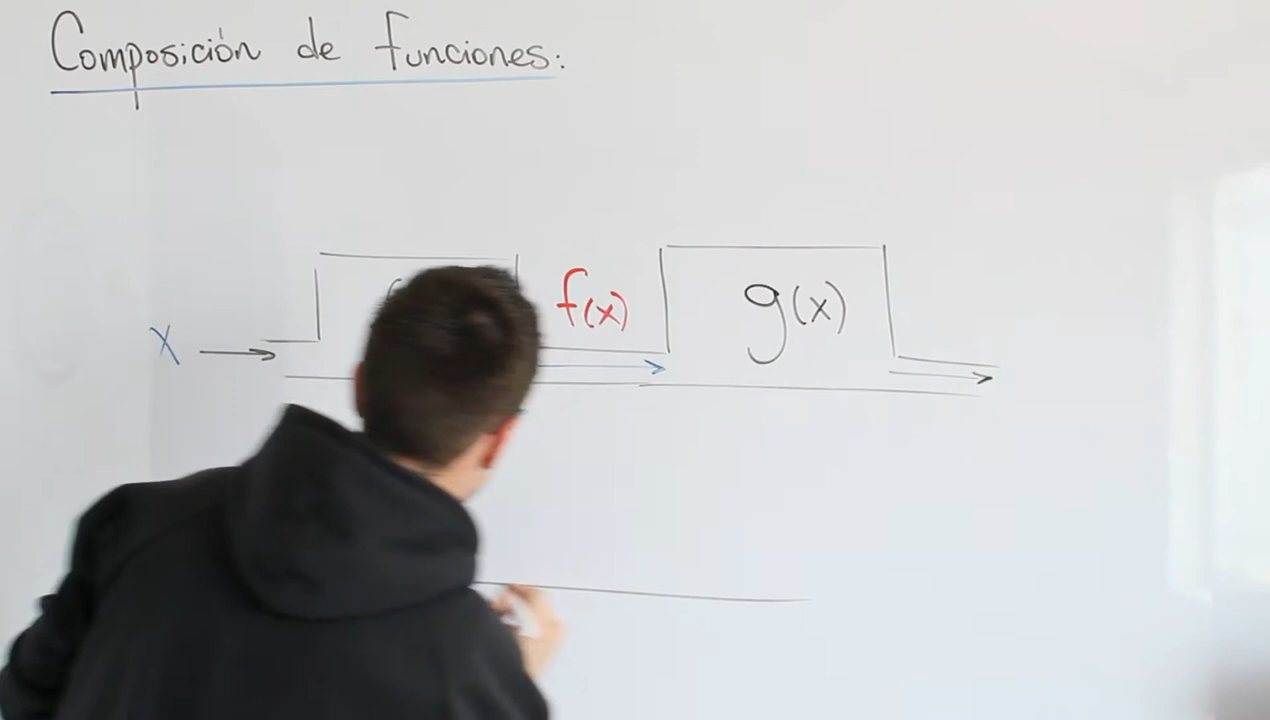 Composición de funciones:
x f(x) g(x)